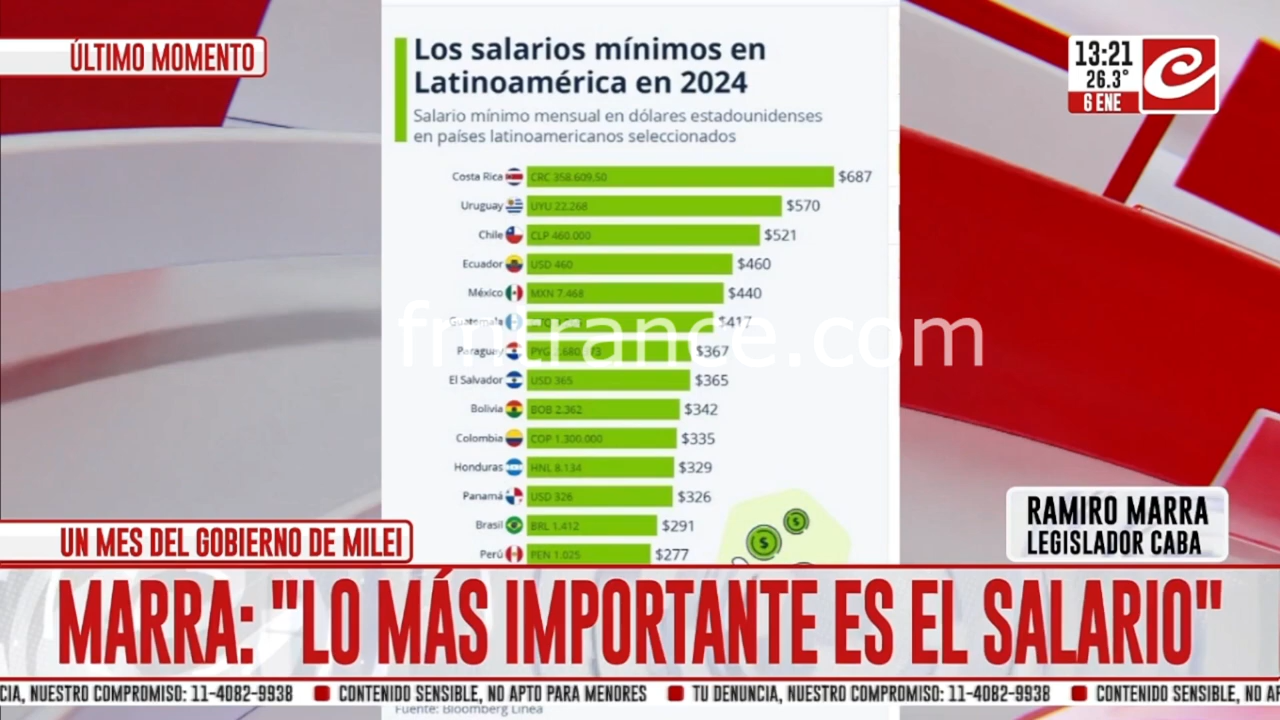 ÚLTIMO MOMENTO
13:21
26.3°
6 ENE
Los salarios mínimos en
Latinoamérica en 2024
Salario mínimo mensual en dólares estadounidenses
en países latinoamericanos seleccionados
Costa Rica CRC 358.609,50 $687
Uruguay UYU 22.268 $570
Chile CLP 460.000 $521
Ecuador USD 460 $460
México MXN 7.468 $440
Guatemala $417
fmtrance.com
Paraguay $367
El Salvador USD 365 $365
Bolivia BOB 2.362 $342
Colombia COP 1.300.000 $335
Honduras HNL 8.134 $329
Panamá USD 326 $326
Brasil BRL 1.412 $291
Perú PEN 1.025 $277
RAMIRO MARRA
LEGISLADOR CABA
UN MES DEL GOBIERNO DE MILEI
MARRA: "LO MÁS IMPORTANTE ES EL SALARIO"
CIA, NUESTRO COMPROMISO: 11-4082-9938 CONTENIDO SENSIBLE, NO APTO PARA MENORES TU DENUNCIA, NUESTRO COMPROMISO: 11-4082-9938 CONTENIDO SENSIBLE, NO AP
Fuente: Bloomberg Línea